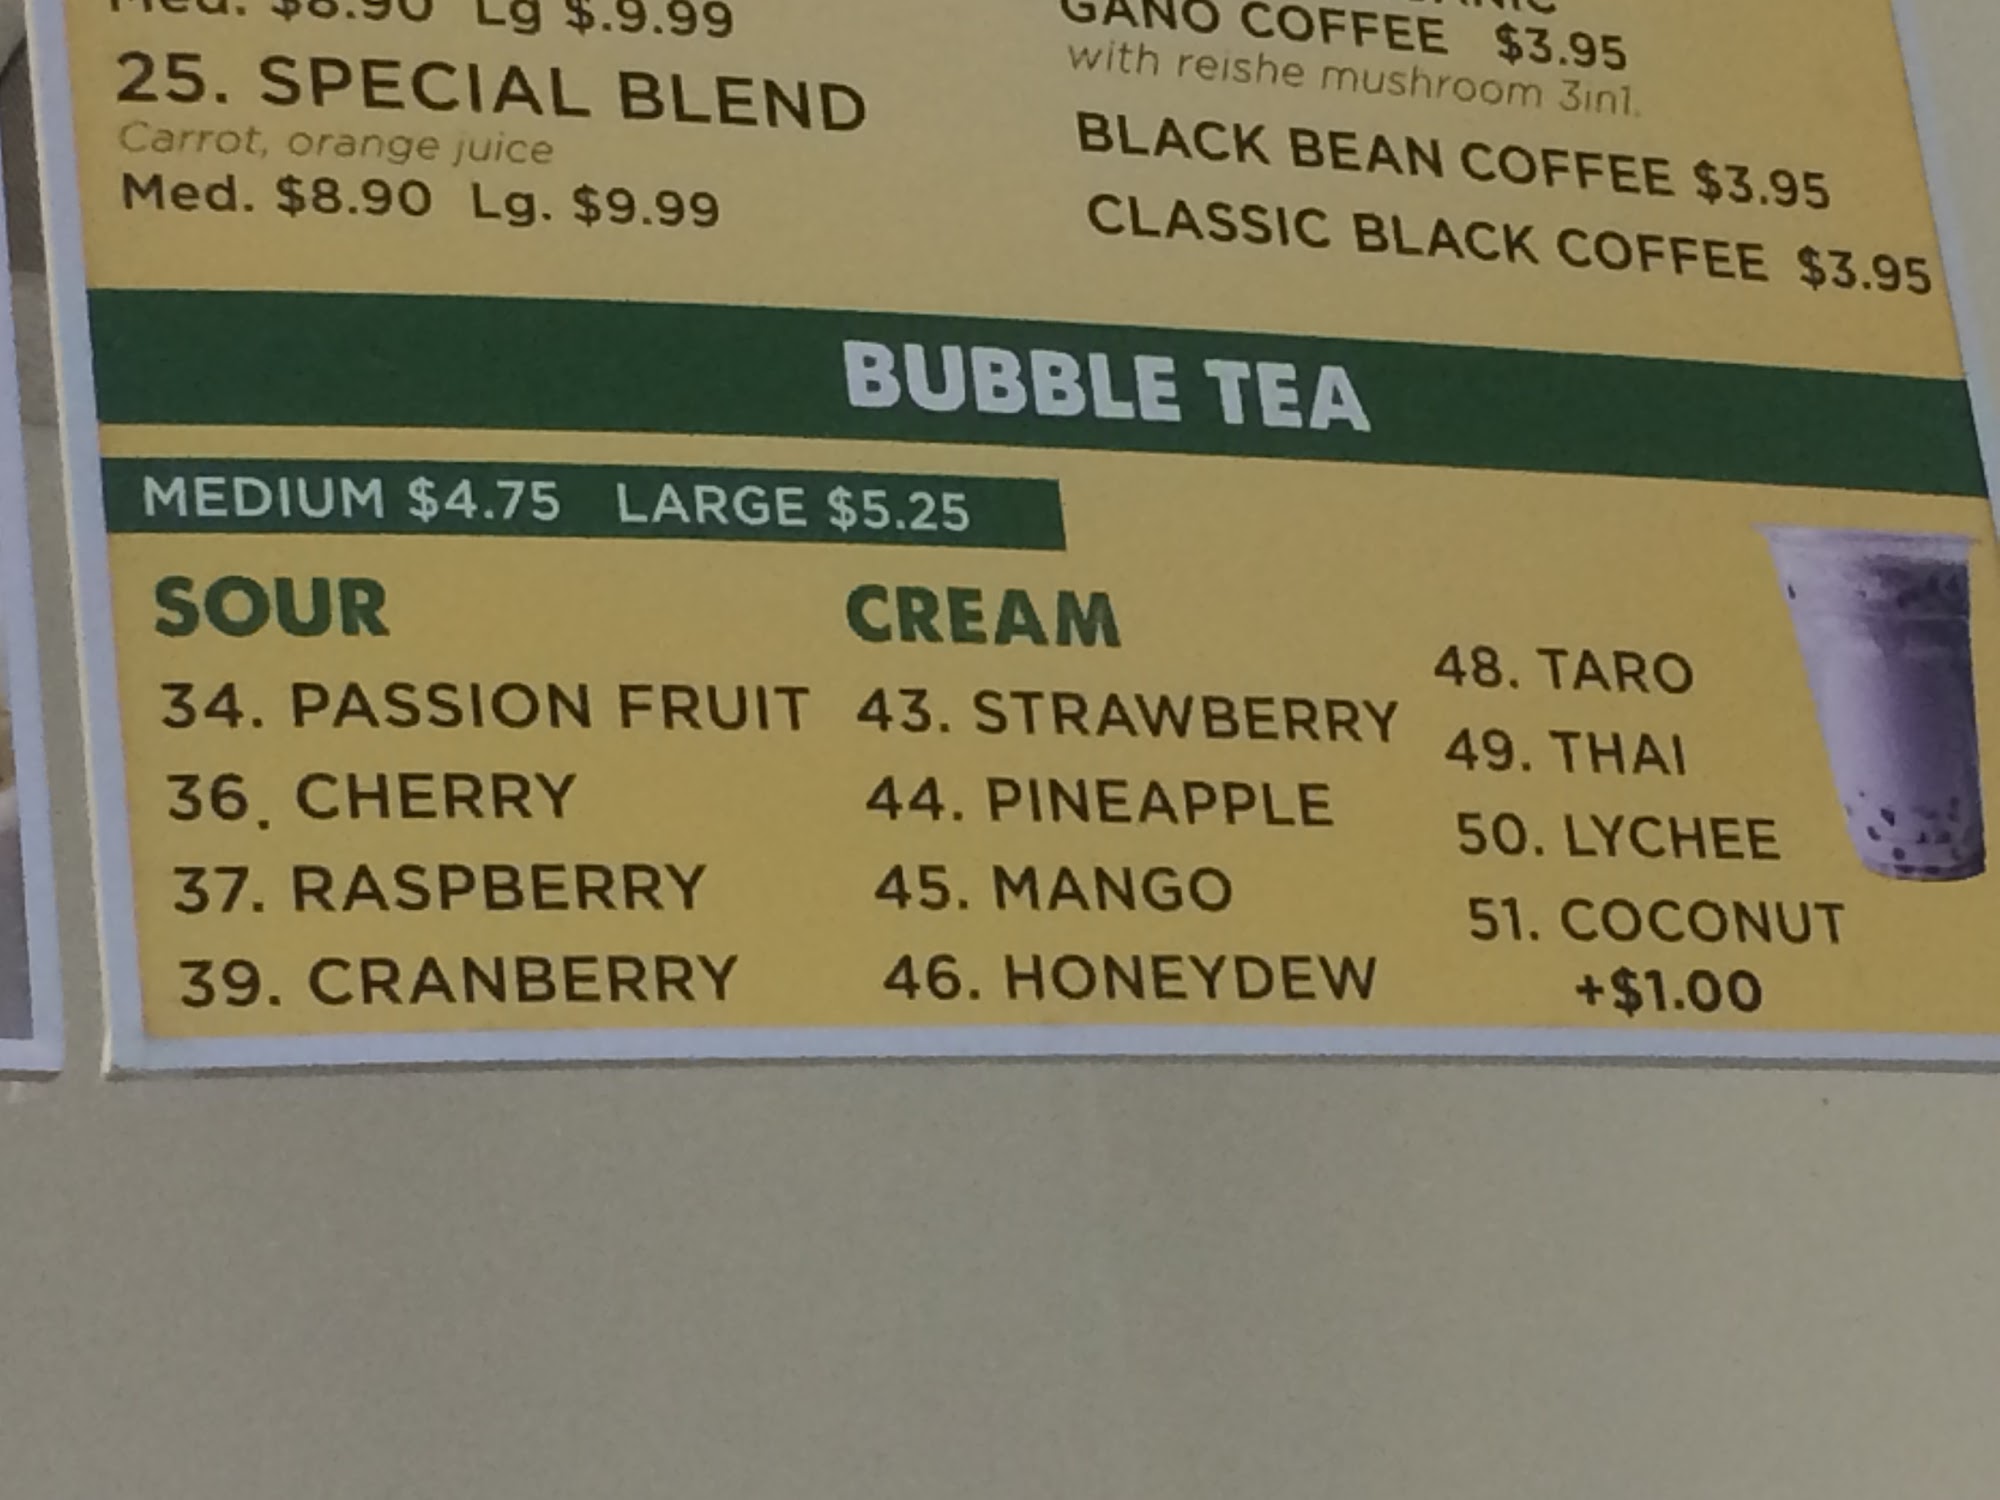 Med. $8.90 Lg $.9.99
25. SPECIAL BLEND
Carrot, orange juice
Med. $8.90 Lg. $9.99
GANO COFFEE $3.95
with reishe mushroom 3in1.
BLACK BEAN COFFEE $3.95
CLASSIC BLACK COFFEE $3.95
BUBBLE TEA
MEDIUM $4.75 LARGE $5.25
SOUR
34. PASSION FRUIT
36. CHERRY
37. RASPBERRY
39. CRANBERRY
CREAM
43. STRAWBERRY
44. PINEAPPLE
45. MANGO
46. HONEYDEW
48. TARO
49. THAI
50. LYCHEE
51. COCONUT
+$1.00